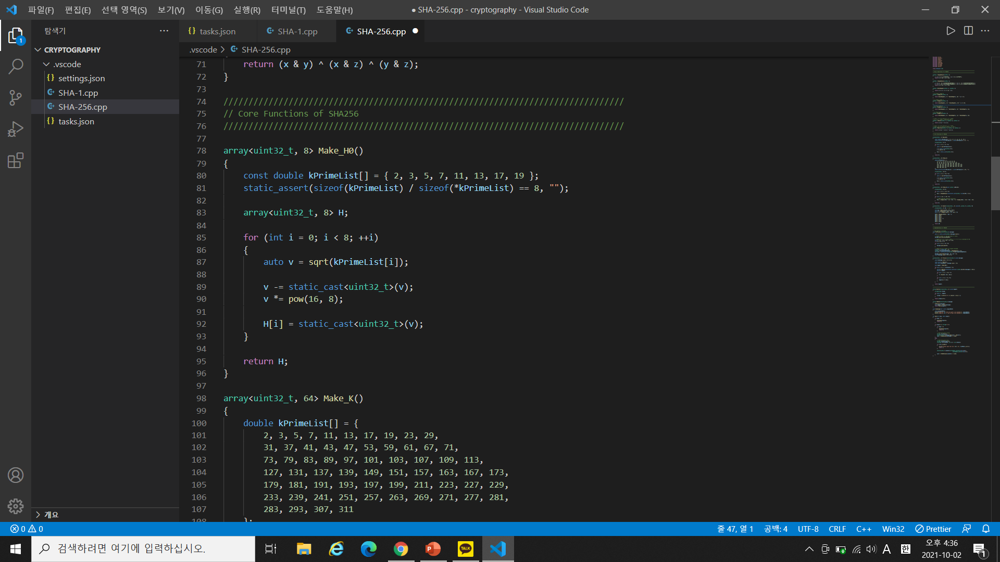 파일(F) 편집(E) 선택 영역(S) 보기(V) 이동(G) 실행(R) 터미널(T) 도움말(H) ● SHA-256.cpp - cryptography - Visual Studio Code
탐색기
tasks.json
SHA-1.cpp
SHA-256.cpp
CRYPTOGRAPHY
.vscode
settings.json
SHA-1.cpp
SHA-256.cpp
tasks.json
개요
.vscode > SHA-256.cpp
71 return (x & y) ^ (x & z) ^ (y & z);
72 }
73
74 ////////////////////////////////////////////////////////////////////////////////
75 // Core Functions of SHA256
76 ////////////////////////////////////////////////////////////////////////////////
77
78 array<uint32_t, 8> Make_H0()
79 {
80 const double kPrimeList[] = { 2, 3, 5, 7, 11, 13, 17, 19 };
81 static_assert(sizeof(kPrimeList) / sizeof(*kPrimeList) == 8, "");
82
83 array<uint32_t, 8> H;
84
85 for (int i = 0; i < 8; ++i)
86 {
87 auto v = sqrt(kPrimeList[i]);
88
89 v -= static_cast<uint32_t>(v);
90 v *= pow(16, 8);
91
92 H[i] = static_cast<uint32_t>(v);
93 }
94
95 return H;
96 }
97
98 array<uint32_t, 64> Make_K()
99 {
100 double kPrimeList[] = {
101 2, 3, 5, 7, 11, 13, 17, 19, 23, 29,
102 31, 37, 41, 43, 47, 53, 59, 61, 67, 71,
103 73, 79, 83, 89, 97, 101, 103, 107, 109, 113,
104 127, 131, 137, 139, 149, 151, 157, 163, 167, 173,
105 179, 181, 191, 193, 197, 199, 211, 223, 227, 229,
106 233, 239, 241, 251, 257, 263, 269, 271, 277, 281,
107 283, 293, 307, 311
108 };
0 0 줄 47, 열 1 공백: 4 UTF-8 CRLF C++ Win32 Prettier
검색하려면 여기에 입력하십시오.
TALK
A 한
오후 4:36
2021-10-02
1